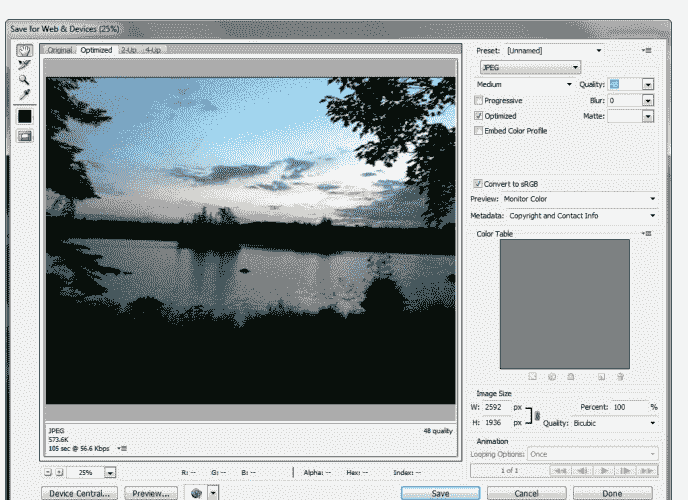 Save for Web & Devices (25%)
Original Optimized 2-Up 4-Up
Preset: [Unnamed]
JPEG
Medium Quality:
Progressive Blur: 0
Optimized Matte:
Embed Color Profile
Convert to sRGB
Preview: Monitor Color
Metadata: Copyright and Contact Info
Color Table
Image Size
W: 2592 px Percent: 100 %
H: 1936 px Quality: Bicubic
Animation
Looping Options: Once
1 of 1
JPEG 48 quality
573.6K
105 sec @ 56.6 Kbps
25% R: -- G: -- B: -- Alpha: -- Hex: -- Index: --
Device Central... Preview... Save Cancel Done